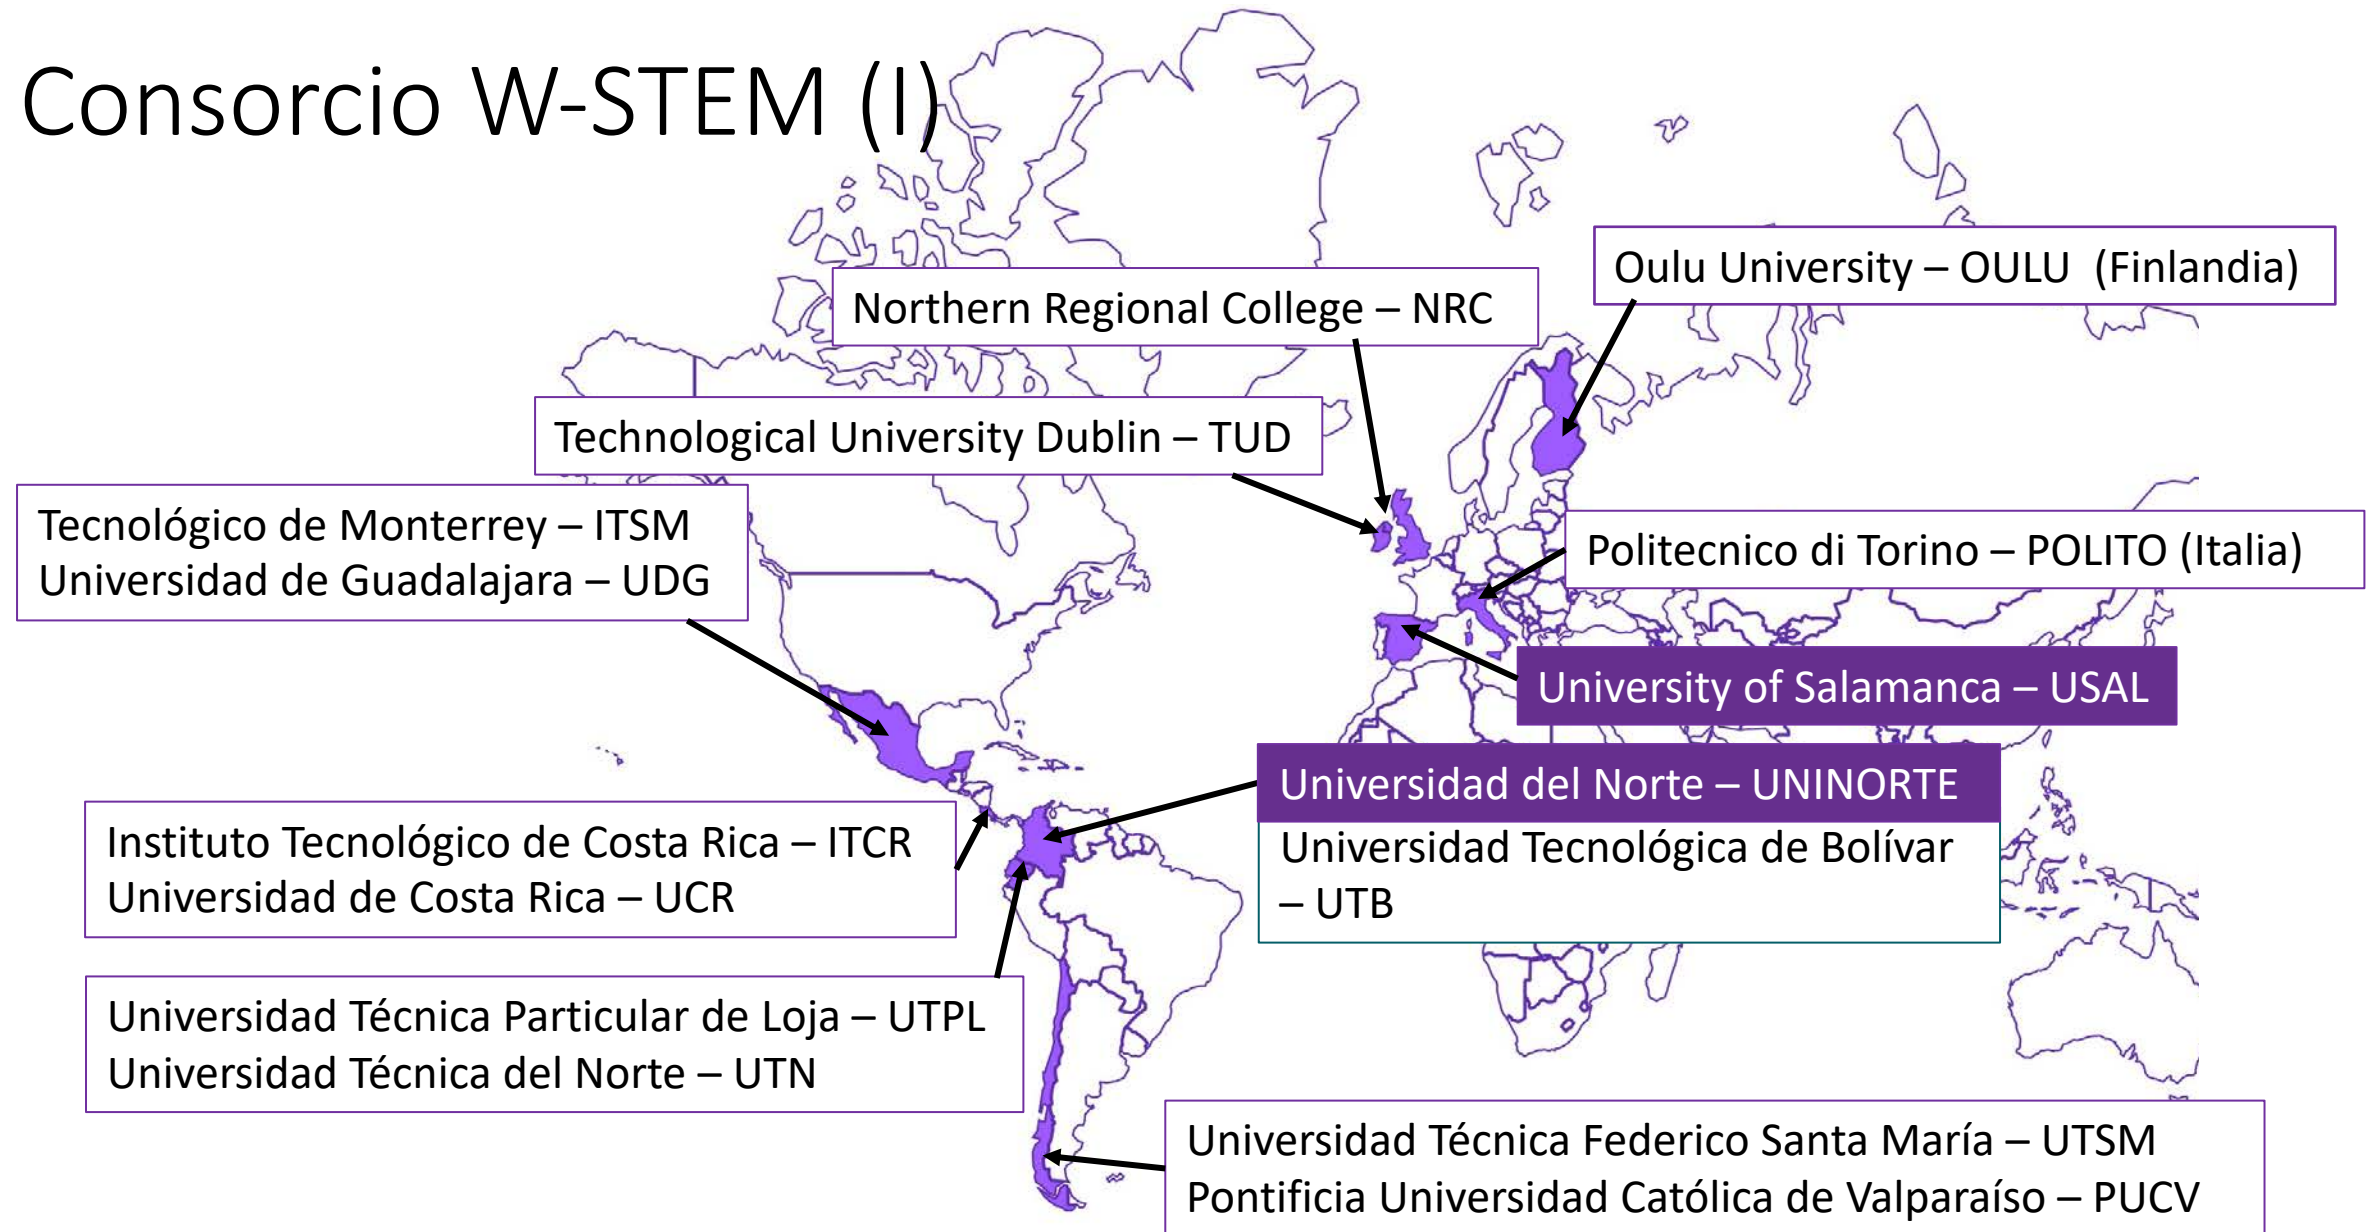 Consorcio W-STEM (I)
Oulu University – OULU (Finlandia)
Northern Regional College – NRC
Technological University Dublin – TUD
Tecnológico de Monterrey – ITSM
Universidad de Guadalajara – UDG
Politecnico di Torino – POLITO (Italia)
University of Salamanca – USAL
Universidad del Norte – UNINORTE
Universidad Tecnológica de Bolívar
– UTB
Instituto Tecnológico de Costa Rica – ITCR
Universidad de Costa Rica – UCR
Universidad Técnica Particular de Loja – UTPL
Universidad Técnica del Norte – UTN
Universidad Técnica Federico Santa María – UTSM
Pontificia Universidad Católica de Valparaíso – PUCV